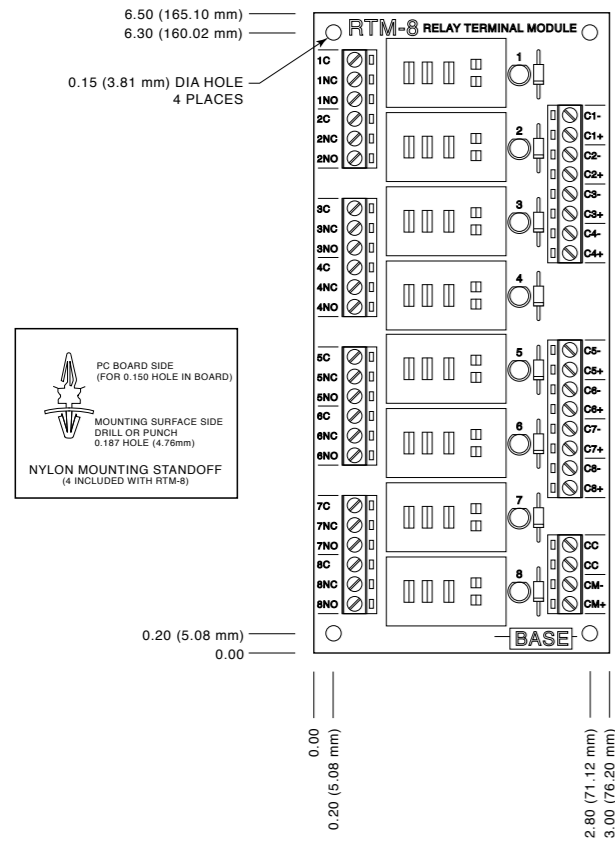 6.50 (165.10 mm)
6.30 (160.02 mm)
0.15 (3.81 mm) DIA HOLE
4 PLACES
RTM-8 RELAY TERMINAL MODULE
1C
1NC
1NO
2C
2NC
2NO
3C
3NC
3NO
4C
4NC
4NO
5C
5NC
5NO
6C
6NC
6NO
7C
7NC
7NO
8C
8NC
8NO
1
2
3
4
5
6
7
8
C1-
C1+
C2-
C2+
C3-
C3+
C4-
C4+
C5-
C5+
C6-
C6+
C7-
C7+
C8-
C8+
CC
CC
CM-
CM+
BASE
PC BOARD SIDE
(FOR 0.150 HOLE IN BOARD)
MOUNTING SURFACE SIDE
DRILL OR PUNCH
0.187 HOLE (4.76mm)
NYLON MOUNTING STANDOFF
(4 INCLUDED WITH RTM-8)
0.20 (5.08 mm)
0.00
0.00
0.20 (5.08 mm)
2.80 (71.12 mm)
3.00 (76.20 mm)